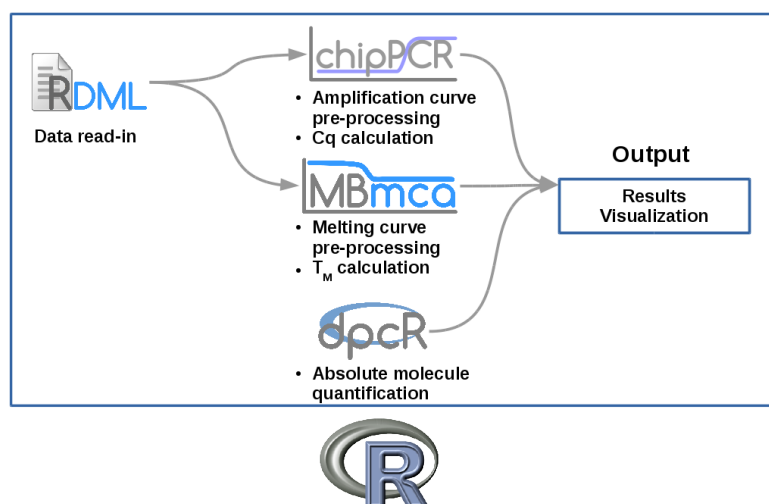 RDML
Data read-in
chipPCR
• Amplification curve
pre-processing
• Cq calculation
MBmca
• Melting curve
pre-processing
• TM calculation
dpcR
• Absolute molecule
quantification
Output
Results
Visualization
R